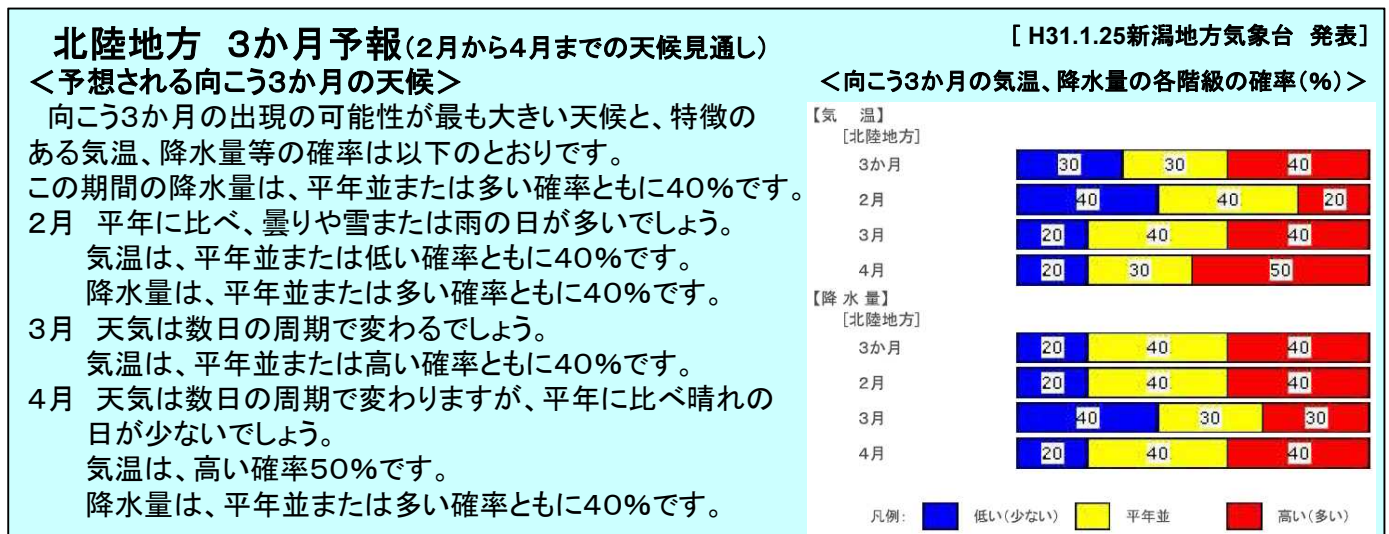 北陸地方 3か月予報(2月から4月までの天候見通し)
[ H31.1.25新潟地方気象台 発表]
<予想される向こう3か月の天候>
向こう3か月の出現の可能性が最も大きい天候と、特徴の
ある気温、降水量等の確率は以下のとおりです。
この期間の降水量は、平年並または多い確率ともに40%です。
2月 平年に比べ、曇りや雪または雨の日が多いでしょう。
気温は、平年並または低い確率ともに40%です。
降水量は、平年並または多い確率ともに40%です。
3月 天気は数日の周期で変わるでしょう。
気温は、平年並または高い確率ともに40%です。
4月 天気は数日の周期で変わりますが、平年に比べ晴れの
日が少ないでしょう。
気温は、高い確率50%です。
降水量は、平年並または多い確率ともに40%です。
<向こう3か月の気温、降水量の各階級の確率(%)>
【気 温】
[北陸地方]
3か月 30 30 40
2月 40 40 20
3月 20 40 40
4月 20 30 50
【降 水 量】
[北陸地方]
3か月 20 40 40
2月 20 40 40
3月 40 30 30
4月 20 40 40
凡例: 低い(少ない) 平年並 高い(多い)